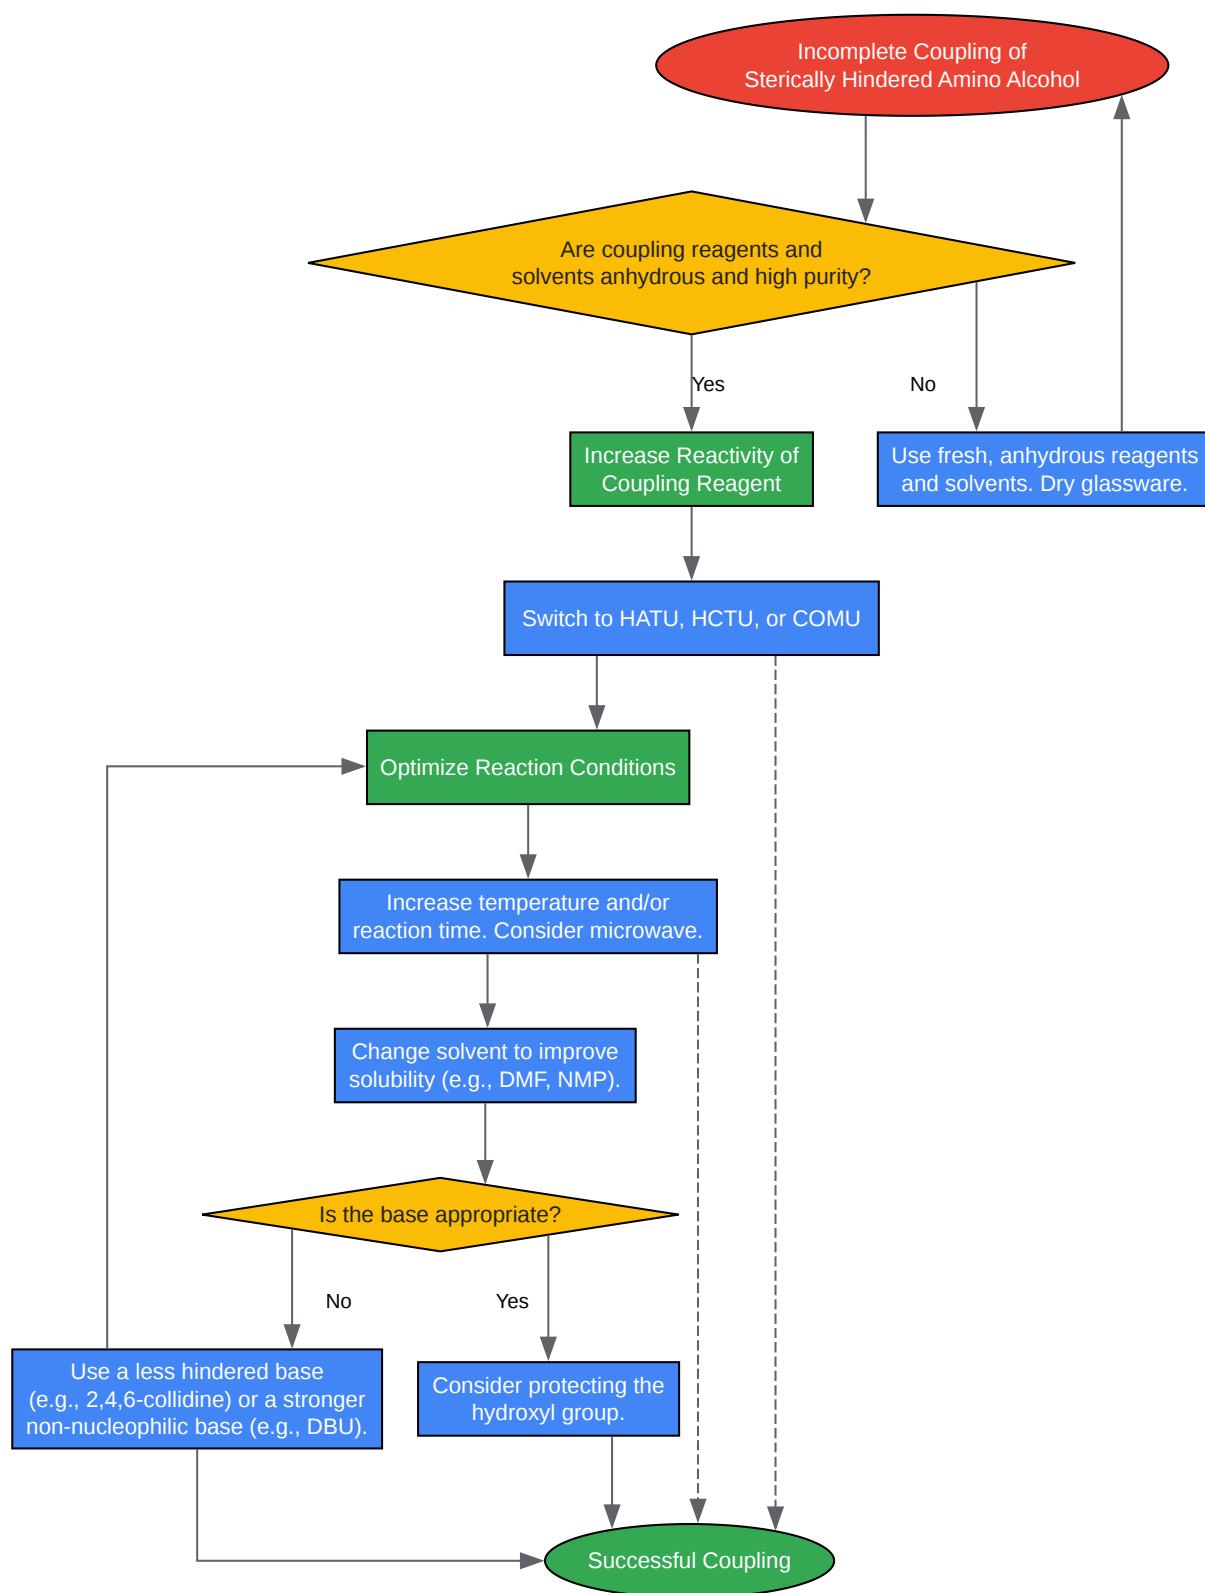 Incomplete Coupling of
Sterically Hindered Amino Alcohol
Are coupling reagents and
solvents anhydrous and high purity?
Yes
No
Increase Reactivity of
Coupling Reagent
Use fresh, anhydrous reagents
and solvents. Dry glassware.
Switch to HATU, HCTU, or COMU
Optimize Reaction Conditions
Increase temperature and/or
reaction time. Consider microwave.
Change solvent to improve
solubility (e.g., DMF, NMP).
Is the base appropriate?
No
Yes
Use a less hindered base
(e.g., 2,4,6-collidine) or a stronger
non-nucleophilic base (e.g., DBU).
Consider protecting the
hydroxyl group.
Successful Coupling